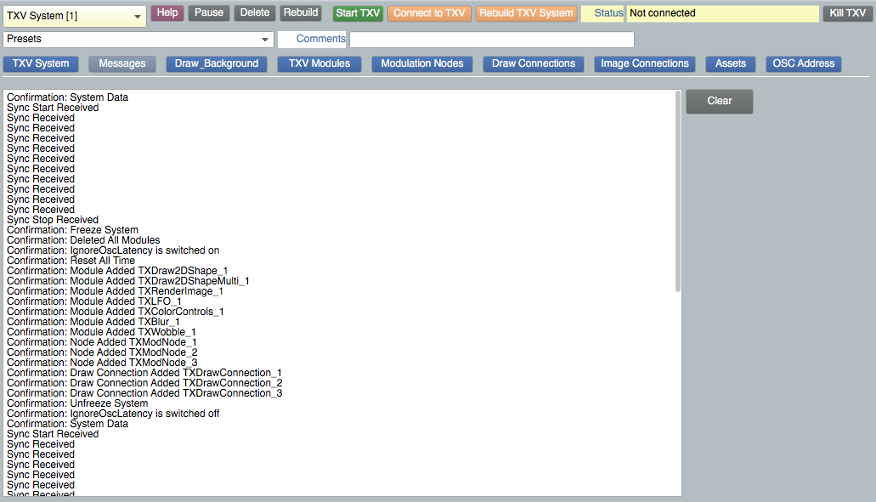 TXV System [1] Help Pause Delete Rebuild Start TXV Connect to TXV Rebuild TXV System Status Not connected Kill TXV
Presets Comments
TXV System Messages Draw_Background TXV Modules Modulation Nodes Draw Connections Image Connections Assets OSC Address
Clear
Confirmation: System Data
Sync Start Received
Sync Received
Sync Received
Sync Received
Sync Received
Sync Received
Sync Received
Sync Received
Sync Received
Sync Received
Sync Received
Sync Stop Received
Confirmation: Freeze System
Confirmation: Deleted All Modules
Confirmation: IgnoreOscLatency is switched on
Confirmation: Reset All Time
Confirmation: Module Added TXDraw2DShape_1
Confirmation: Module Added TXDraw2DShapeMulti_1
Confirmation: Module Added TXRenderImage_1
Confirmation: Module Added TXLFO_1
Confirmation: Module Added TXColorControls_1
Confirmation: Module Added TXBlur_1
Confirmation: Module Added TXWobble_1
Confirmation: Node Added TXModNode_1
Confirmation: Node Added TXModNode_2
Confirmation: Node Added TXModNode_3
Confirmation: Draw Connection Added TXDrawConnection_1
Confirmation: Draw Connection Added TXDrawConnection_2
Confirmation: Draw Connection Added TXDrawConnection_3
Confirmation: Unfreeze System
Confirmation: IgnoreOscLatency is switched off
Confirmation: System Data
Sync Start Received
Sync Received
Sync Received
Sync Received
Sync Received
Sync Received
Sync Received